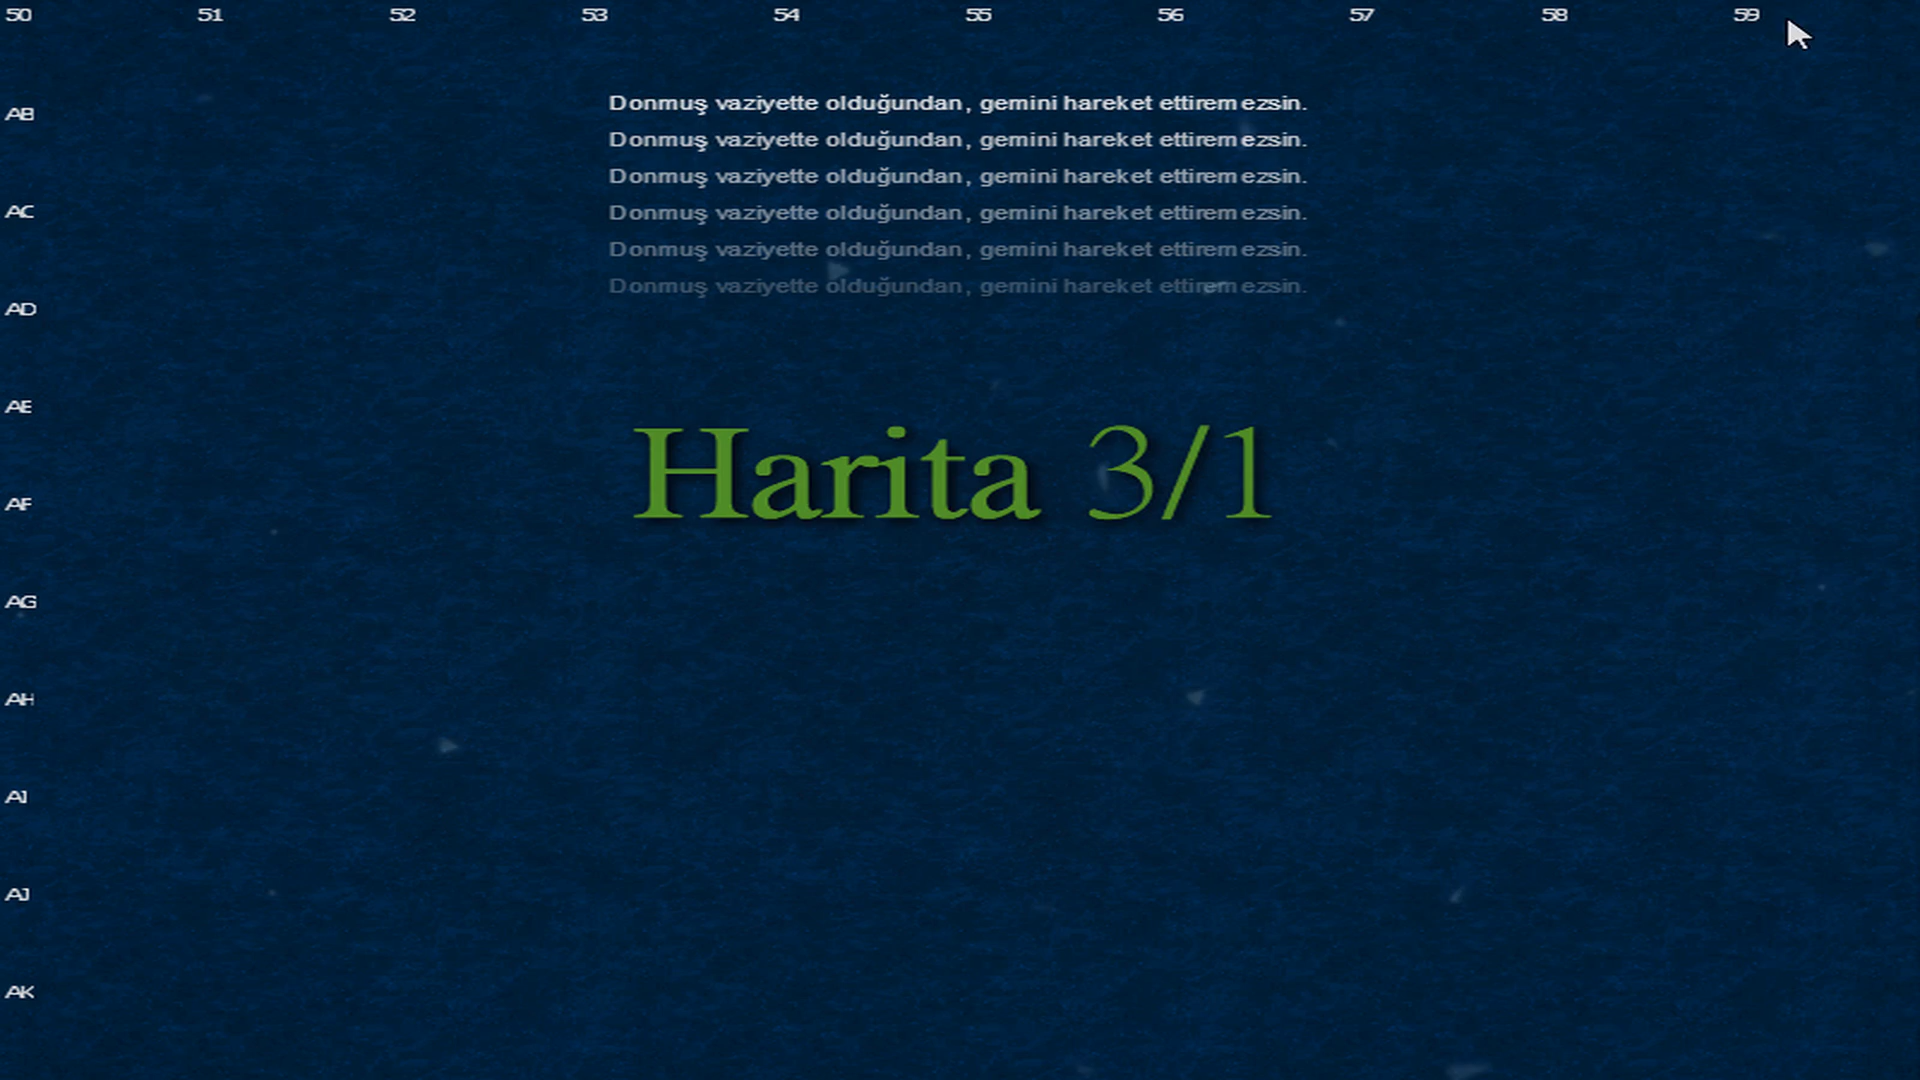 50 51 52 53 54 55 56 57 58 59
AB
Donmuş vaziyette olduğundan, gemini hareket ettiremezsin.
Donmuş vaziyette olduğundan, gemini hareket ettiremezsin.
Donmuş vaziyette olduğundan, gemini hareket ettiremezsin.
AC
Donmuş vaziyette olduğundan, gemini hareket ettiremezsin.
Donmuş vaziyette olduğundan, gemini hareket ettiremezsin.
Donmuş vaziyette olduğundan, gemini hareket ettiremezsin.
AD
AE
Harita 3/1
AF
AG
AH
AI
AJ
AK